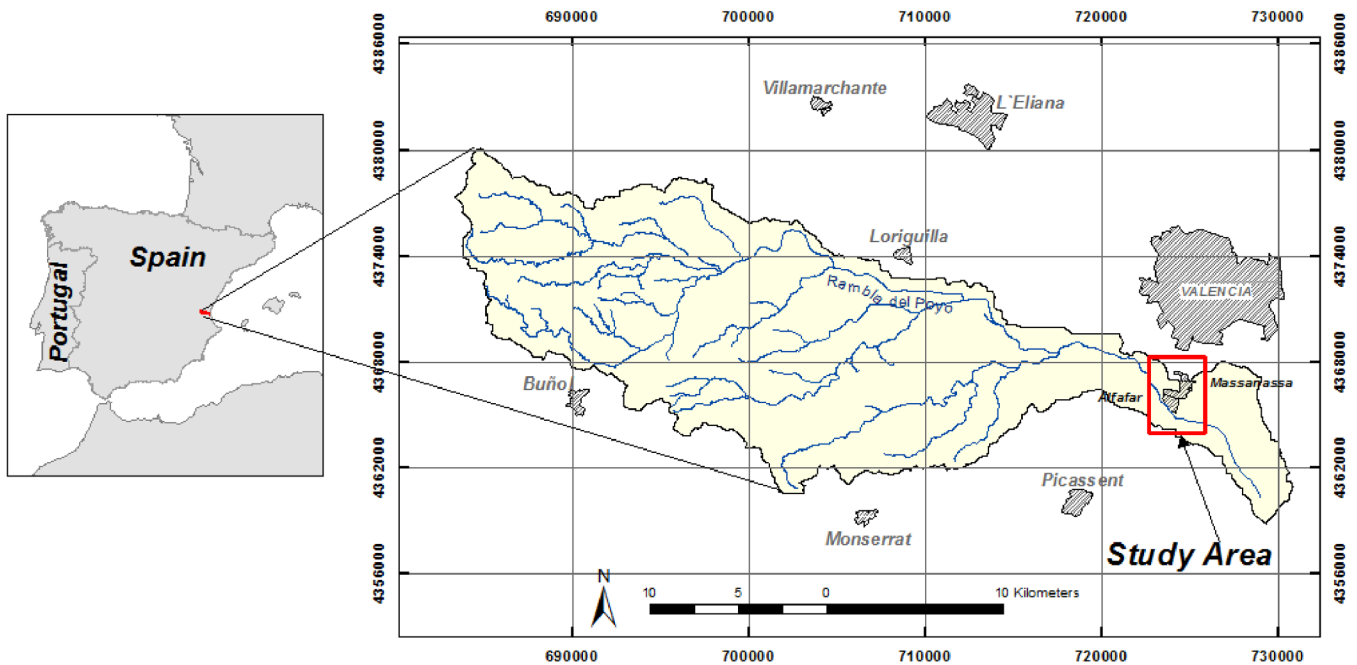 690000 700000 710000 720000 730000
4386000
4380000
4374000
4368000
4362000
4356000
4386000
4380000
4374000
4368000
4362000
4356000
Villamarchante
L`Eliana
Spain
Portugal
Loriquilla
Rambla del Poyo
VALENCIA
Buñol
Massanassa
Alfafar
Picassent
Monserrat
Study Area
N
10 5 0 10 Kilometers
690000 700000 710000 720000 730000